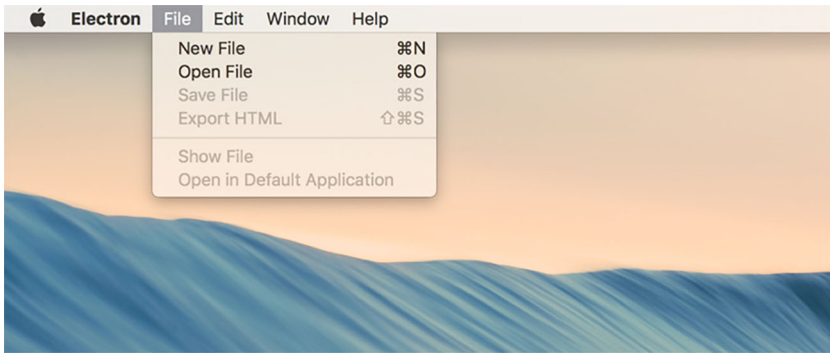 Electron File Edit Window Help
New File ⌘N
Open File ⌘O
Save File ⌘S
Export HTML ⇧⌘S
Show File
Open in Default Application